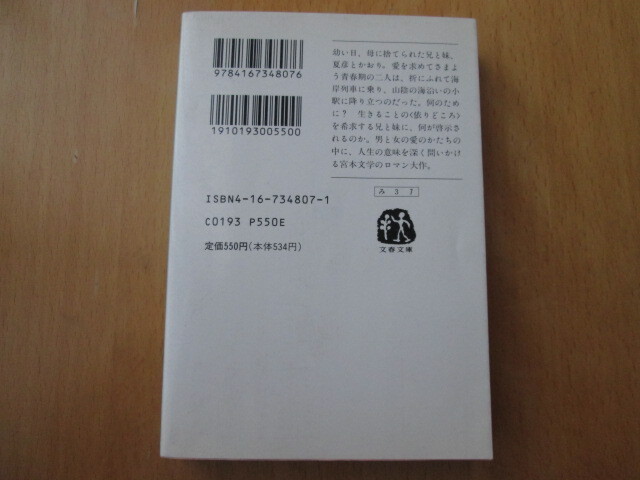 9784167348076
1910193005500
ISBN4-16-734807-1
C0193 P550E
定価550円(本体534円)
幼い日、母に捨てられた兄と妹、
夏彦とかおり。愛を求めてさまよ
う青春期の二人は、折にふれて海
岸列車に乗り、山陰の海沿いの小
駅に降り立つのだった。何のため
に? 生きることの〈依りどころ〉
を希求する兄と妹に、何が啓示さ
れるのか。男と女の愛のかたちの
中に、人生の意味を深く問いかけ
る宮本文学のロマン大作。
み 3 7
文春文庫